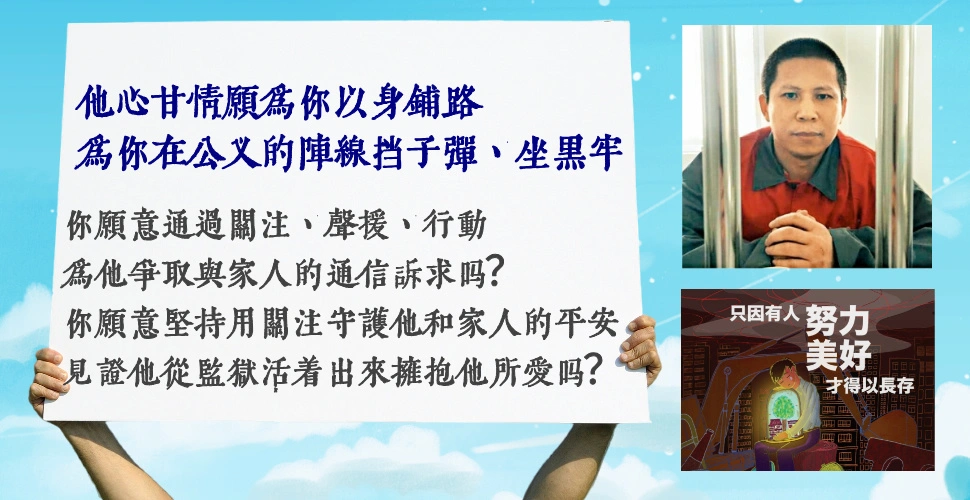 他心甘情願為你以身鋪路
為你在公义的陣線挡子彈、坐黒牢
你願意通過關注、聲援、行動
為他爭取與家人的通信訴求吗?
你願意堅持用關注守護他和家人的平安
見證他從監獄活着出來擁抱他所愛吗?
只因有人 努力
美好
才得以長存